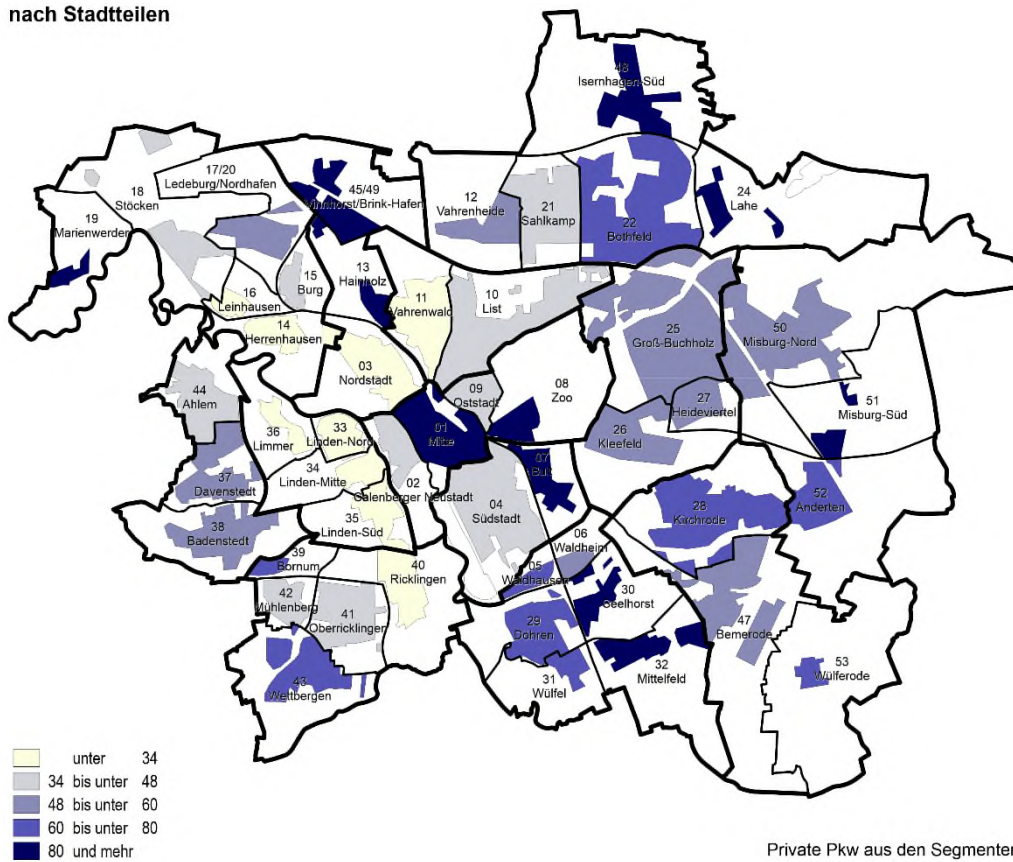 nach Stadtteilen
48
Isernhagen-Süd
17/20
Ledeburg/Nordhafen
45/49
Vinnhorst/Brink-Hafen
18
Stöcken
12
Vahrenheide
21
Sahlkamp
24
Lahe
19
Marienwerden
22
Bothfeld
13
Hainholz
15
Burg
16
Leinhausen
11
Vahrenwald
10
List
14
Herrenhausen
25
Groß-Buchholz
50
Misburg-Nord
03
Nordstadt
09
Oststadt
08
Zoo
44
Ahlem
27
Heideviertel
51
Misburg-Süd
36
Limmer
33
Linden-Nord
01
Mitte
26
Kleefeld
34
Linden-Mitte
37
Davenstedt
02
Calenberger Neustadt
07
Bult
04
Südstadt
52
Anderten
28
Kirchrode
35
Linden-Süd
38
Badenstedt
06
Waldheim
39
Bornum
40
Ricklingen
05
Waldhausen
30
Seelhorst
42
Mühlenberg
41
Oberricklingen
29
Döhren
47
Bemerode
32
Mittelfeld
31
Wülfel
53
Wülferode
43
Wettbergen
unter 34
34 bis unter 48
48 bis unter 60
60 bis unter 80
80 und mehr
Private Pkw aus den Segmenten